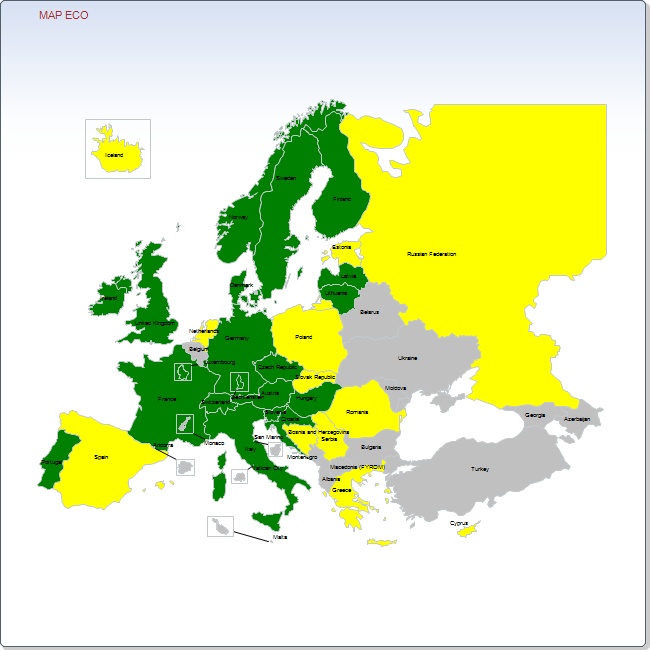 MAP ECO
Iceland
Sweden
Finland
Norway
Estonia
Russian Federation
Latvia
Denmark
Lithuania
Ireland
Belarus
United Kingdom
Netherlands
Germany
Poland
Belgium
Ukraine
Luxembourg
Czech Republic
Slovak Republic
Moldova
France
Austria
Switzerland
Liechtenstein
Hungary
Romania
Slovenia
Georgia
Croatia
Azerbaijan
Bosnia and Herzegovina
San Marino
Serbia
Monaco
Andorra
Italy
Bulgaria
Spain
Montenegro
Portugal
Vatican City
Macedonia (FYROM)
Turkey
Albania
Greece
Cyprus
Malta